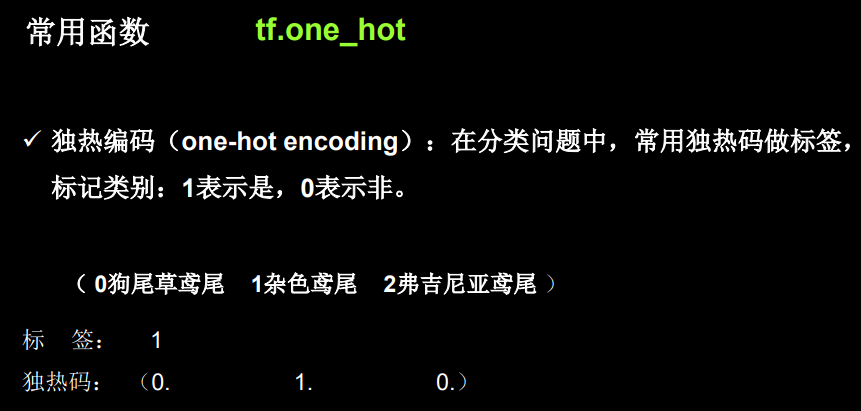 常用函数 tf.one_hot
✓ 独热编码（one-hot encoding）：在分类问题中，常用独热码做标签，
标记类别：1表示是，0表示非。
（ 0狗尾草鸢尾 1杂色鸢尾 2弗吉尼亚鸢尾 ）
标 签： 1
独热码： （0. 1. 0.）